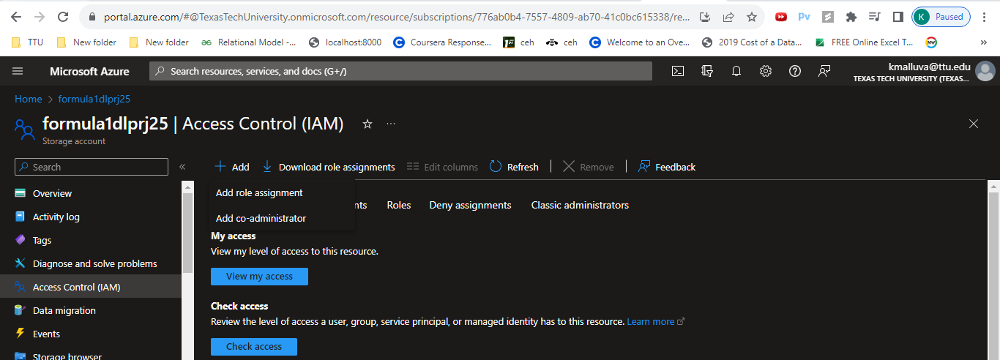 portal.azure.com/#@TexasTechUniversity.onmicrosoft.com/resource/subscriptions/776ab0b4-7557-4809-ab70-41c0bc615338/re...
Pv
K Paused
TTU New folder New folder Relational Model -... localhost:8000 Coursera Response... ceh ceh Welcome to an Ove... 2019 Cost of a Data... FREE Online Excel T... MW »
Microsoft Azure Search resources, services, and docs (G+/) kmalluva@ttu.edu
TEXAS TECH UNIVERSITY (TEXAS...
Home > formula1dlprj25
formula1dlprj25 | Access Control (IAM) ...
Storage account
Search « Add Download role assignments Edit columns Refresh Remove Feedback
Overview Add role assignment
nts Roles Deny assignments Classic administrators
Activity log Add co-administrator
My access
Tags View my level of access to this resource.
Diagnose and solve problems
View my access
Access Control (IAM)
Check access
Data migration
Review the level of access a user, group, service principal, or managed identity has to this resource. Learn more
Events
Check access
Storage browser